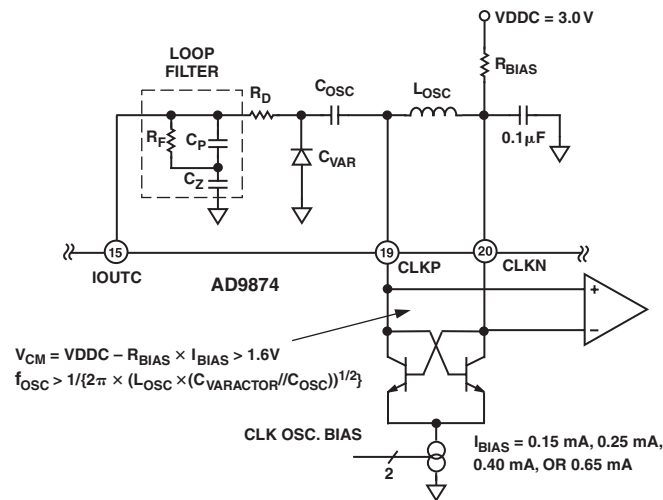 VDDC = 3.0V
LOOP
FILTER
RBIAS
RD
COSC
LOSC
RF
CP
CZ
CVAR
0.1µF
15
19
20
IOUTC
CLKP
CLKN
AD9874
+
–
VCM = VDDC – RBIAS × IBIAS > 1.6V
fOSC > 1/{2π × (LOSC ×(CVARACTOR//COSC))1/2}
CLK OSC. BIAS
2
IBIAS = 0.15 mA, 0.25 mA,
0.40 mA, OR 0.65 mA